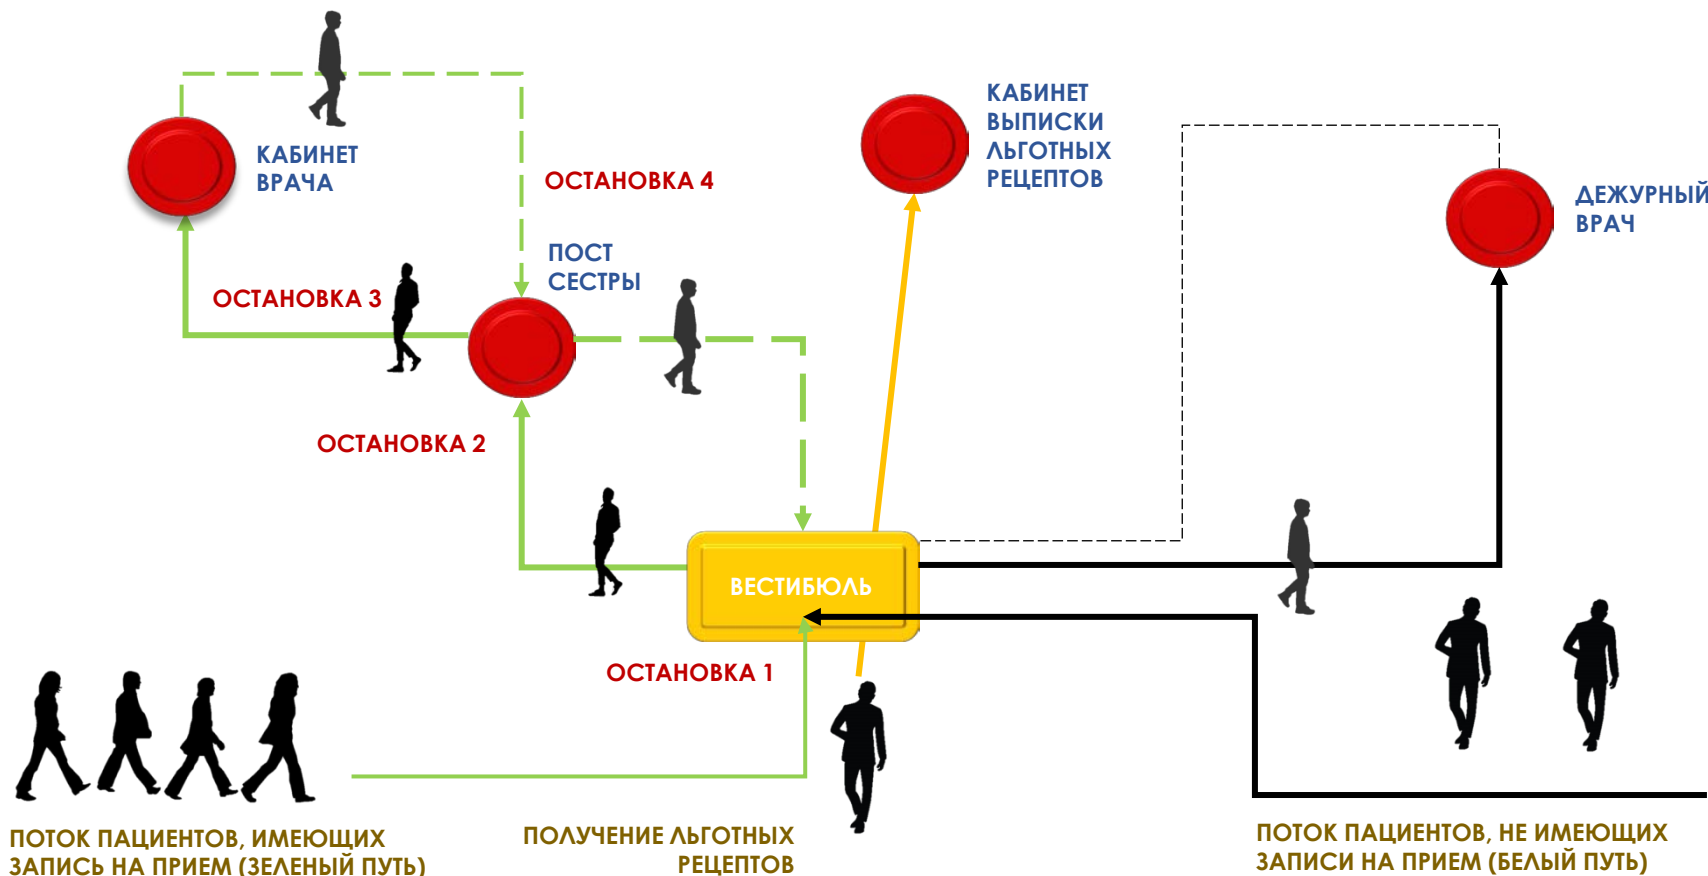 КАБИНЕТ
ВРАЧА
ОСТАНОВКА 4
КАБИНЕТ
ВЫПИСКИ
ЛЬГОТНЫХ
РЕЦЕПТОВ
ДЕЖУРНЫЙ
ВРАЧ
ПОСТ
СЕСТРЫ
ОСТАНОВКА 3
ОСТАНОВКА 2
ВЕСТИБЮЛЬ
ОСТАНОВКА 1
ПОТОК ПАЦИЕНТОВ, ИМЕЮЩИХ
ЗАПИСЬ НА ПРИЕМ (ЗЕЛЕНЫЙ ПУТЬ)
ПОЛУЧЕНИЕ ЛЬГОТНЫХ
РЕЦЕПТОВ
ПОТОК ПАЦИЕНТОВ, НЕ ИМЕЮЩИХ
ЗАПИСИ НА ПРИЕМ (БЕЛЫЙ ПУТЬ)